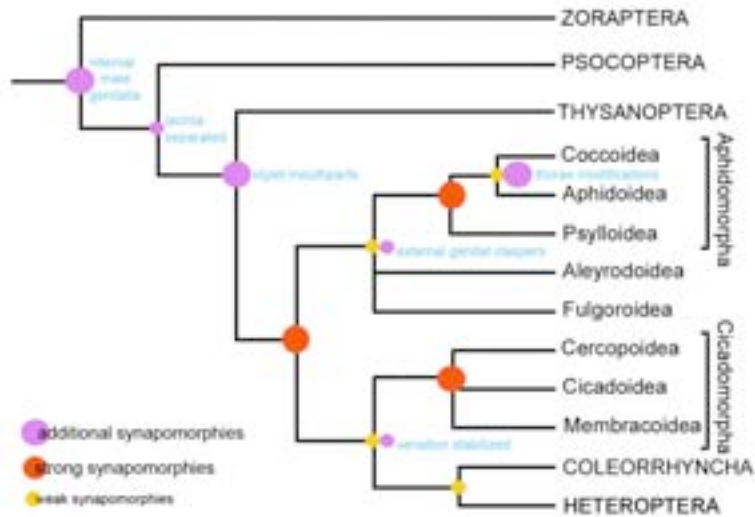 ZORAPTERA
internal
male
genitalia
PSOCOPTERA
lacinia
separated
THYSANOPTERA
stylet mouthparts
Coccoidea
thorax modifications
Aphidoidea
Psylloidea
Aphidomorpha
external genital claspers
Aleyrodoidea
Fulgoroidea
Cercopoidea
Cicadoidea
Membracoidea
Cicadomorpha
venation stabilized
COLEORRHYNCHA
HETEROPTERA
additional synapomorphies
strong synapomorphies
weak synapomorphies